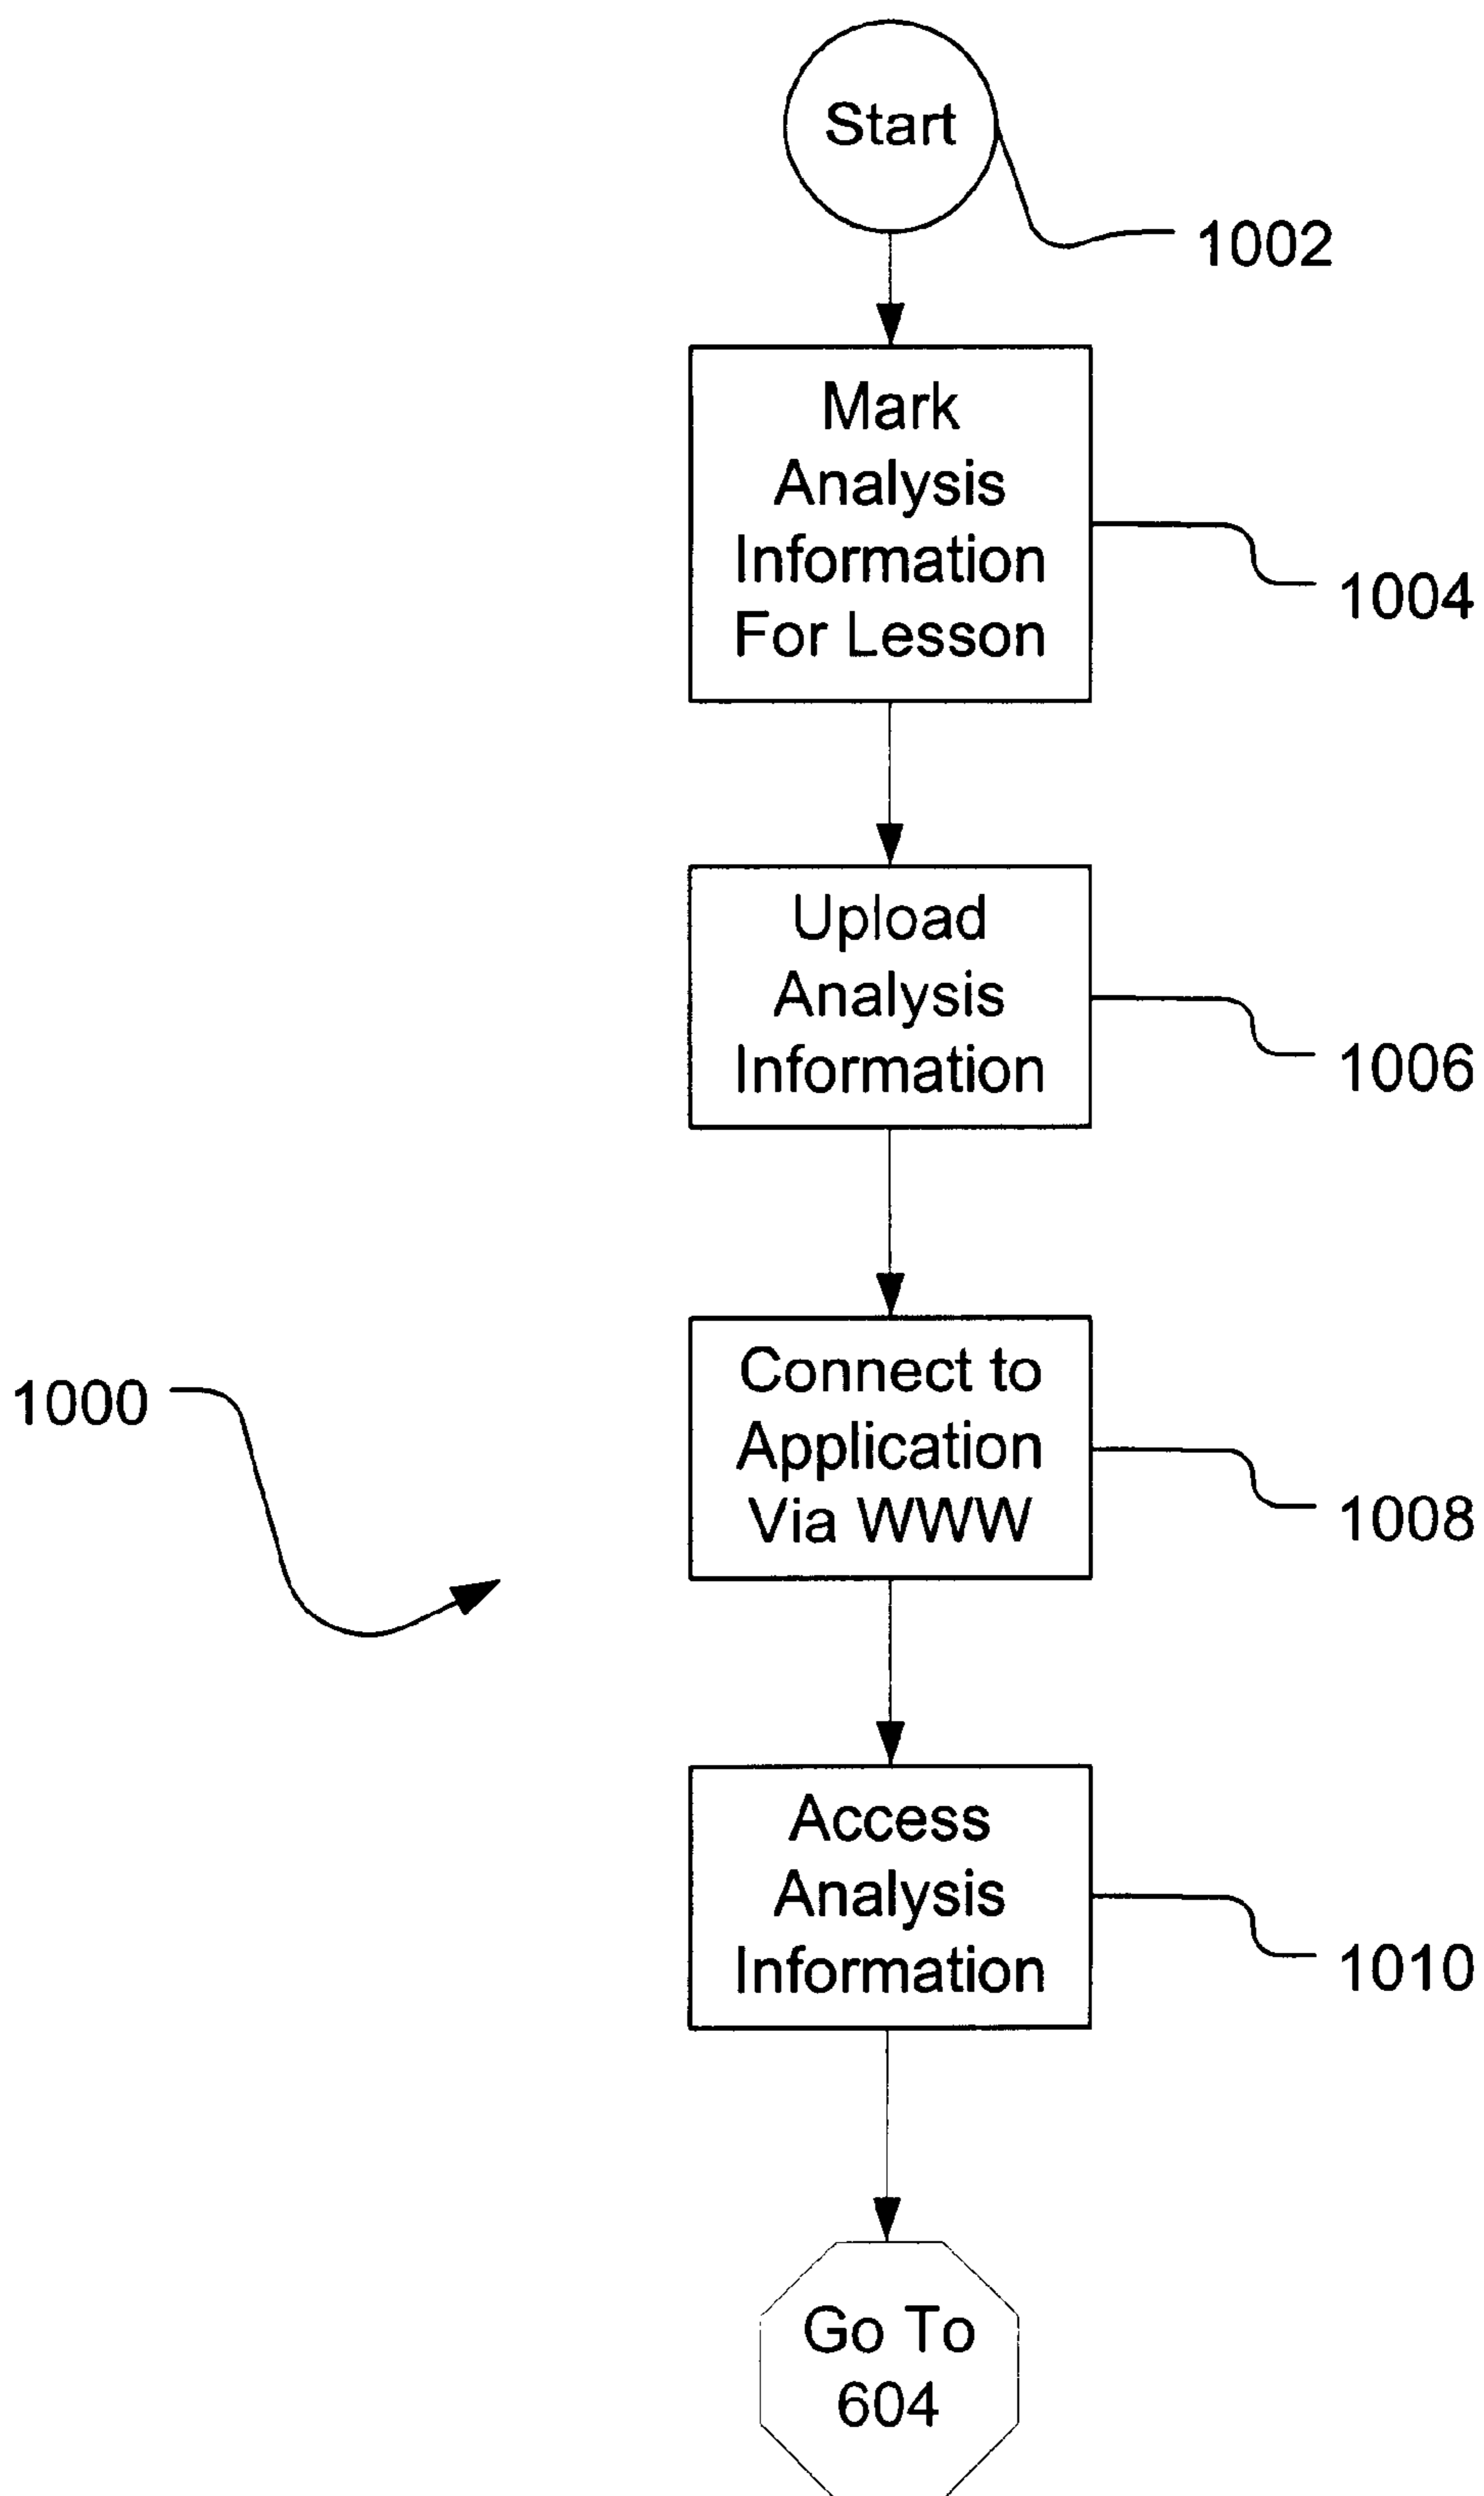 Start
1002
Mark
Analysis
Information
For Lesson
1004
Upload
Analysis
Information
1006
Connect to
Application
Via WWW
1000
1008
Access
Analysis
Information
1010
Go To
604